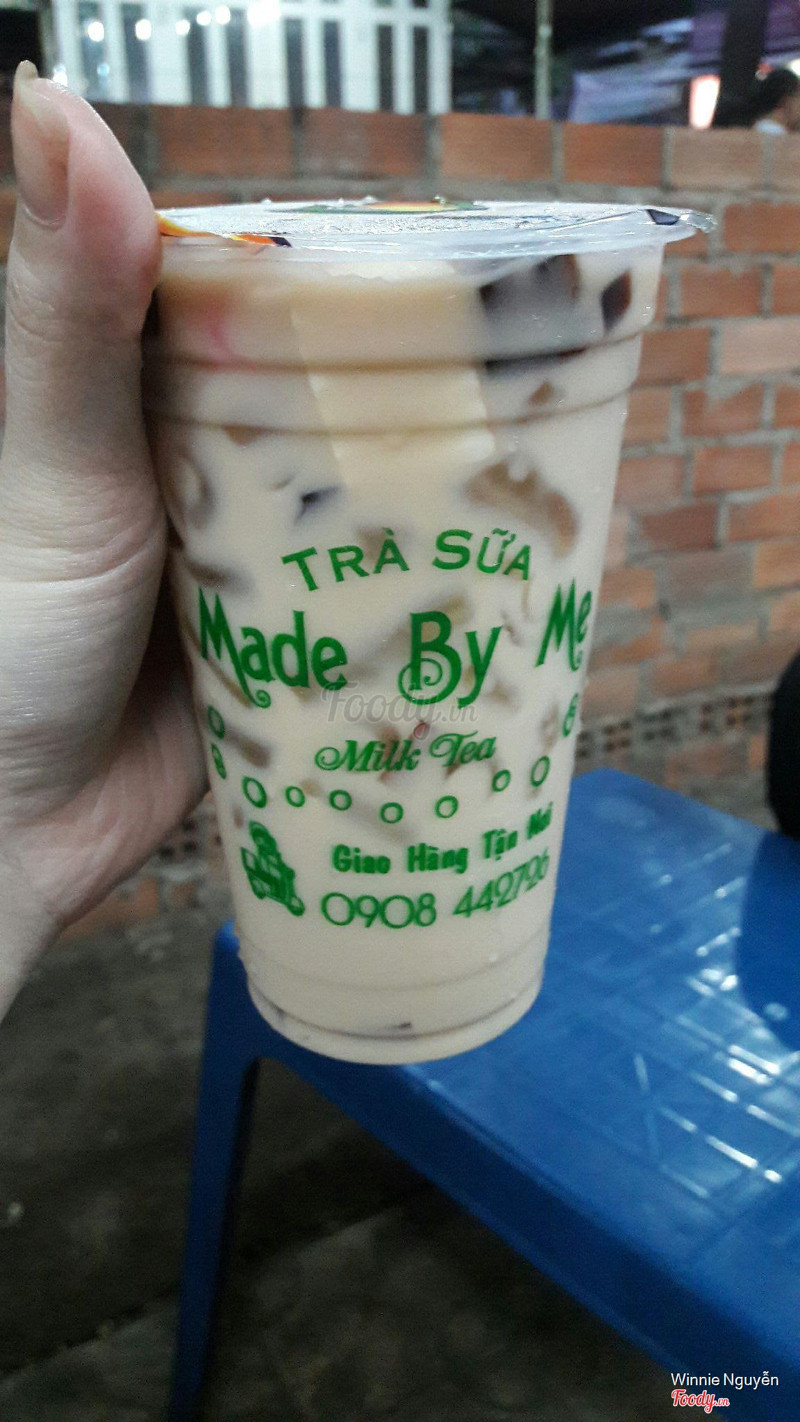 TRÀ SỮA
Made By Me
Foody.vn
Milk Tea
Giao Hàng Tận Nơi
0908 442726
Winnie Nguyễn
Foody.vn